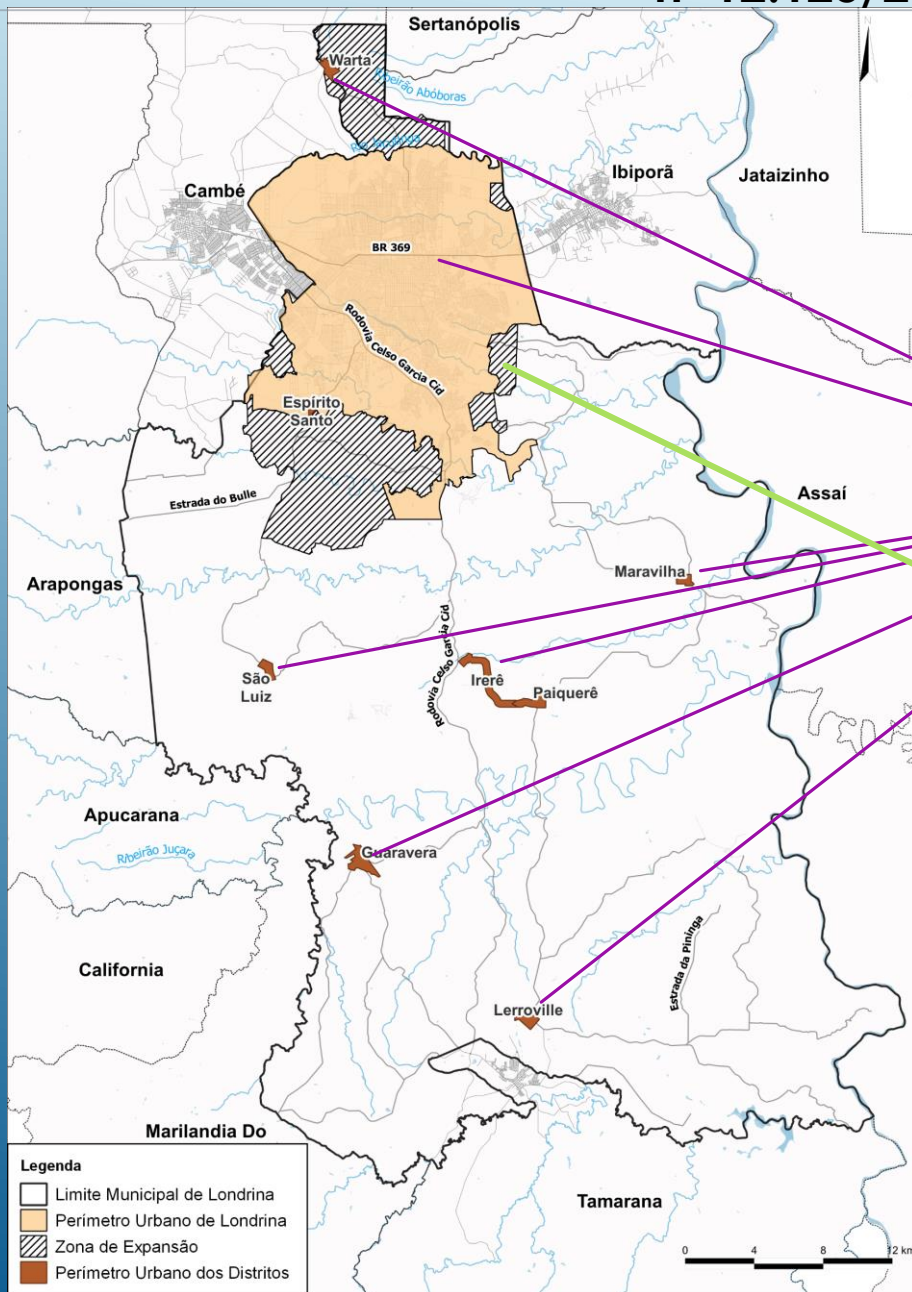 Sertanópolis
Warta
Ribeirão Abóboras
Ibiporã
Jataizinho
Cambé
BR 369
Rodovia Celso Garcia Cid
Espírito
Santo
Estrada do Bulle
Assaí
Arapongas
Maravilha
Rodovia Celso Garcia Cid
São
Luiz
Irerê
Paiquerê
Apucarana
Ribeirão Juçara
Guaravera
California
Estrada da Pininga
Lerroville
Marilandia Do
Tamarana
Legenda
Limite Municipal de Londrina
Perímetro Urbano de Londrina
Zona de Expansão
Perímetro Urbano dos Distritos
0 4 8 12 km